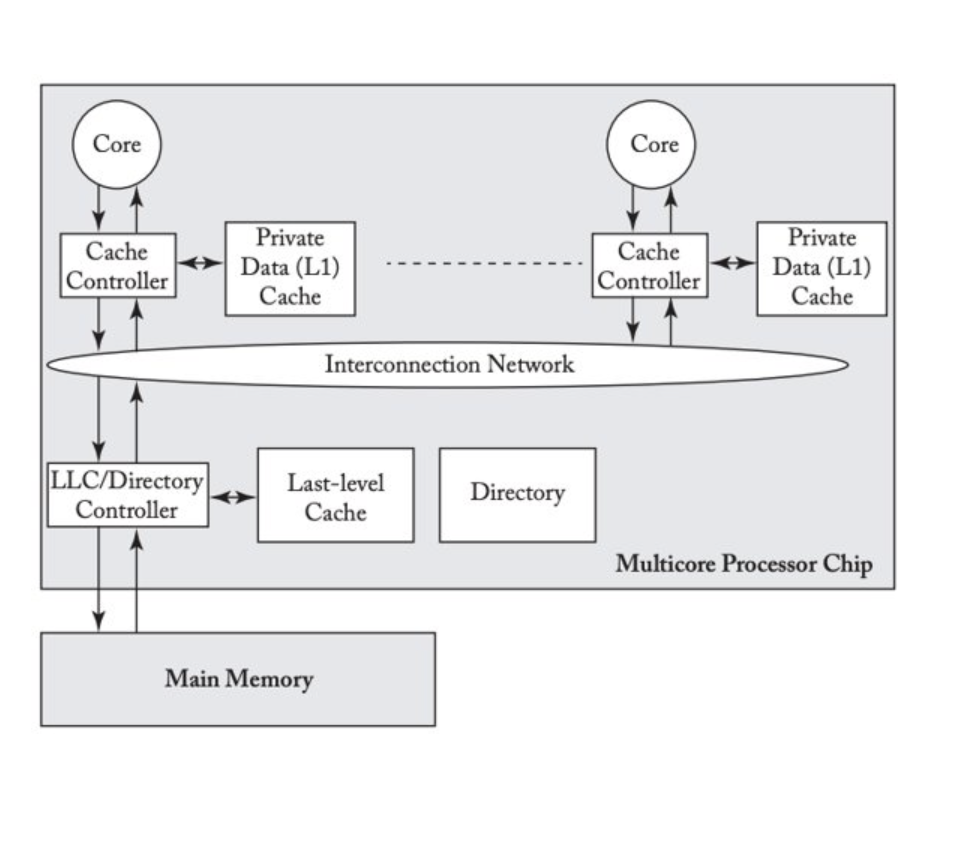 Core
Core
Cache
Controller
Private
Data (L1)
Cache
Cache
Controller
Private
Data (L1)
Cache
Interconnection Network
LLC/Directory
Controller
Last-level
Cache
Directory
Multicore Processor Chip
Main Memory